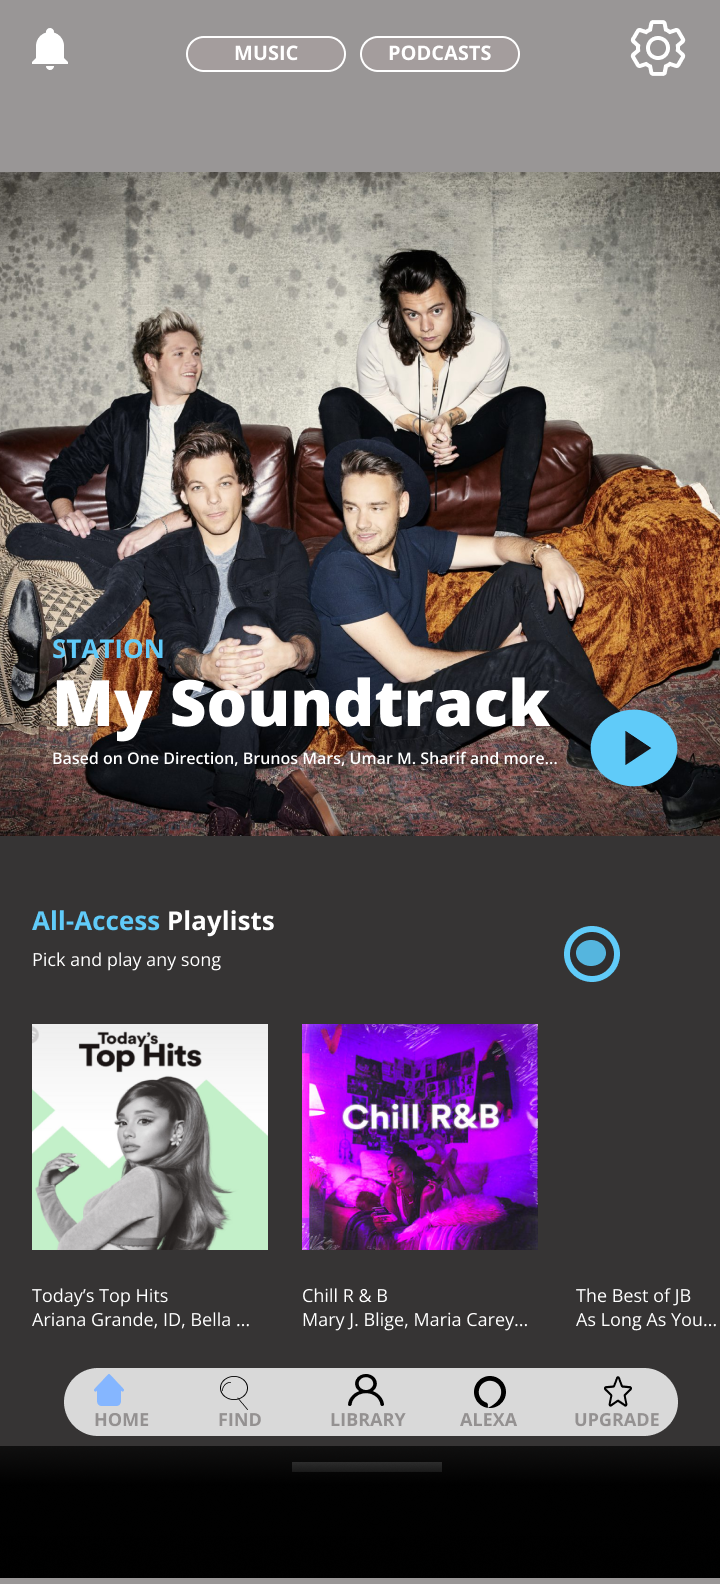 MUSIC
PODCASTS
STATION
My Soundtrack
Based on One Direction, Brunos Mars, Umar M. Sharif and more...
All-Access Playlists
Pick and play any song
Today's
Top Hits
Chill R&B
Today's Top Hits
Ariana Grande, ID, Bella ...
Chill R & B
Mary J. Blige, Maria Carey...
The Best of JB
As Long As You...
HOME
FIND
LIBRARY
ALEXA
UPGRADE